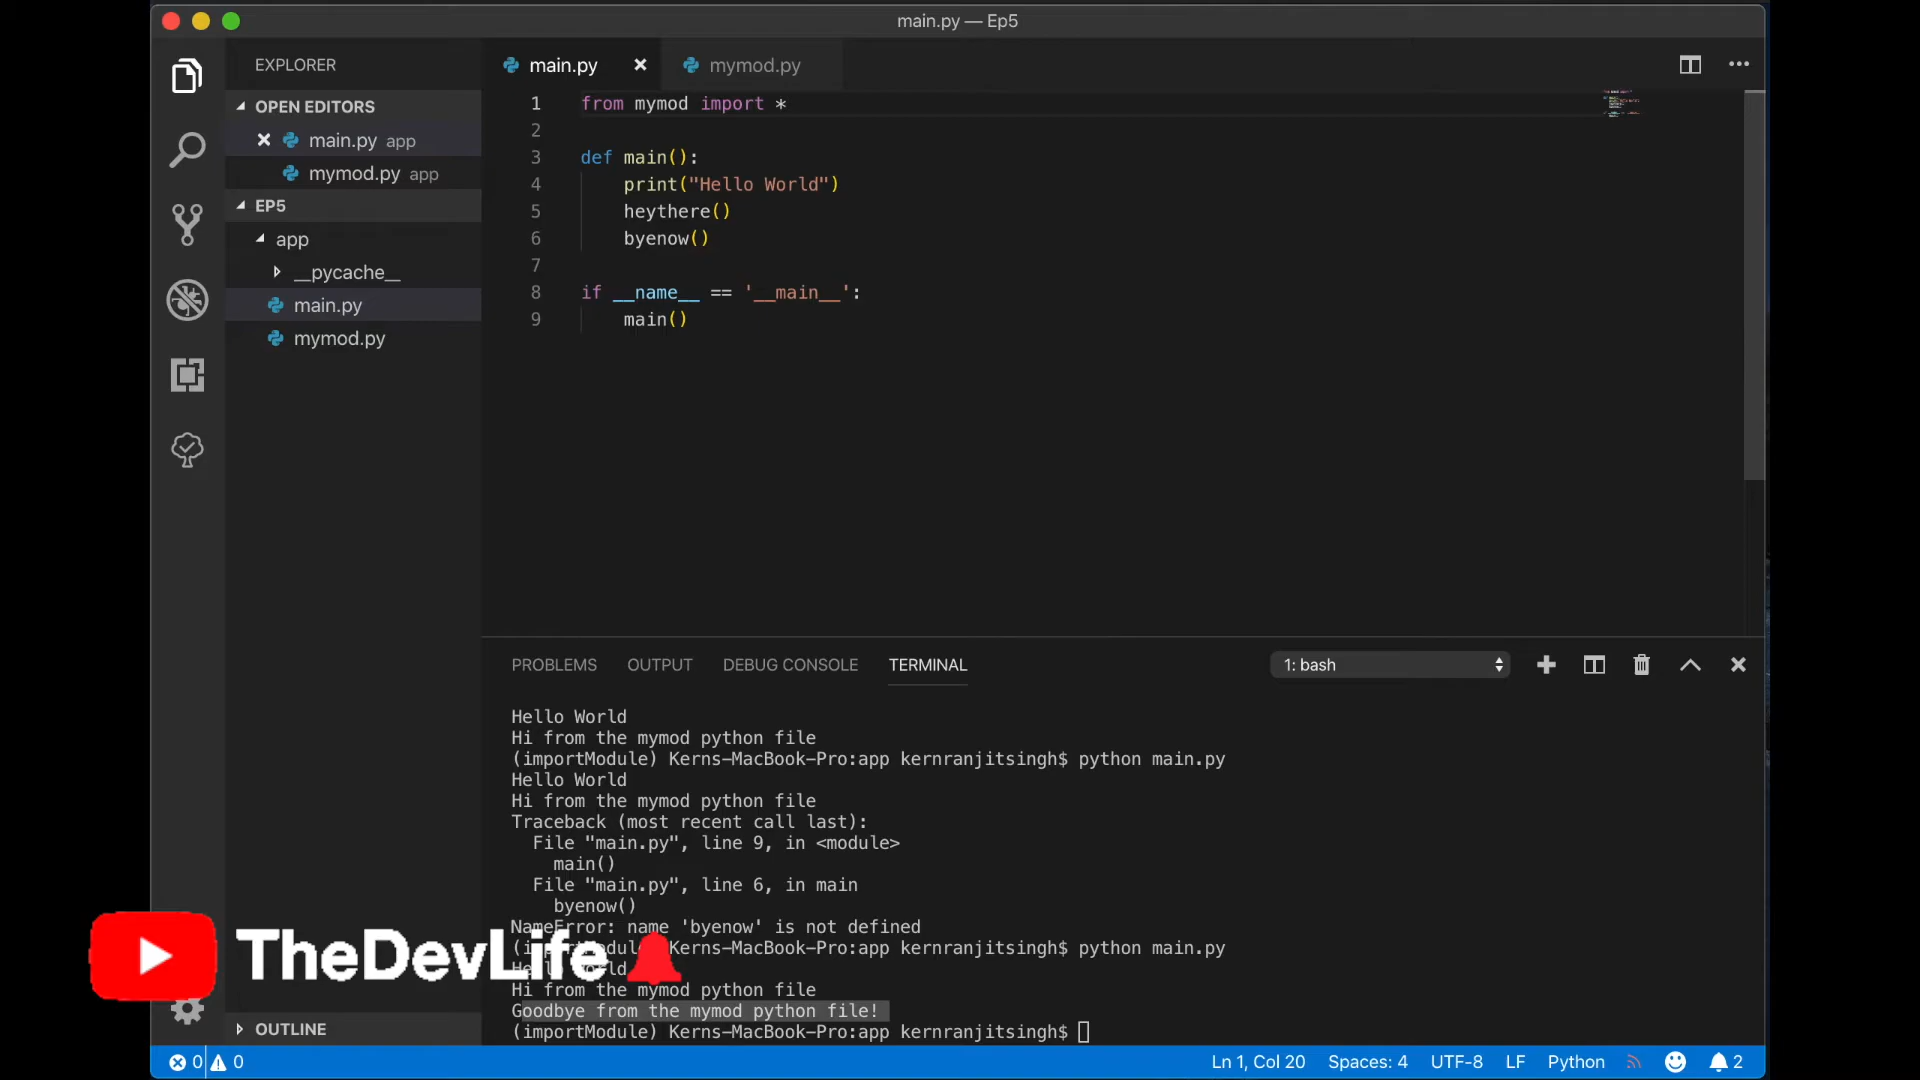 main.py — Ep5
EXPLORER
OPEN EDITORS
main.py app
mymod.py app
EP5
app
__pycache__
main.py
mymod.py
OUTLINE
main.py
mymod.py
1 from mymod import *
2
3 def main():
4     print("Hello World")
5     heythere()
6     byenow()
7
8 if __name__ == '__main__':
9     main()
PROBLEMS OUTPUT DEBUG CONSOLE TERMINAL 1: bash
Hello World
Hi from the mymod python file
(importModule) Kerns-MacBook-Pro:app kernranjitsingh$ python main.py
Hello World
Hi from the mymod python file
Traceback (most recent call last):
  File "main.py", line 9, in <module>
    main()
  File "main.py", line 6, in main
    byenow()
NameError: name 'byenow' is not defined
(importModule) Kerns-MacBook-Pro:app kernranjitsingh$ python main.py
Hello World
Hi from the mymod python file
Goodbye from the mymod python file!
(importModule) Kerns-MacBook-Pro:app kernranjitsingh$
TheDevLife
0 0 Ln 1, Col 20 Spaces: 4 UTF-8 LF Python 2